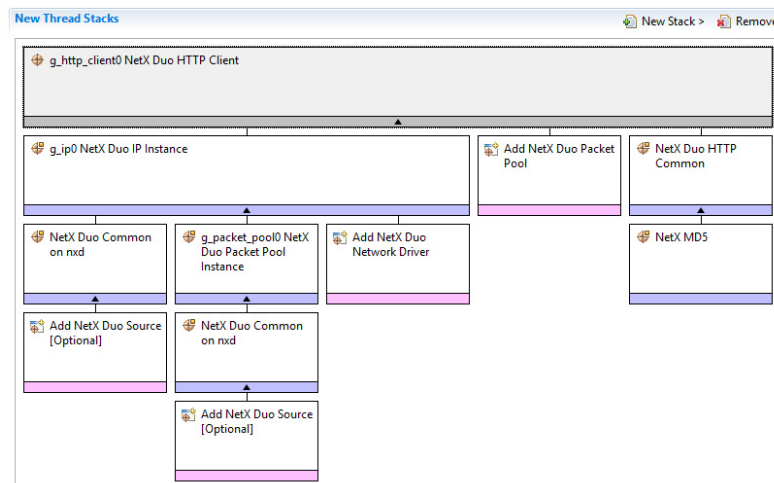 New Thread Stacks
New Stack >
Remove
g_http_client0 NetX Duo HTTP Client
g_ip0 NetX Duo IP Instance
Add NetX Duo Packet
Pool
NetX Duo HTTP
Common
NetX Duo Common
on nxd
g_packet_pool0 NetX
Duo Packet Pool
Instance
Add NetX Duo
Network Driver
NetX MD5
Add NetX Duo Source
[Optional]
NetX Duo Common
on nxd
Add NetX Duo Source
[Optional]